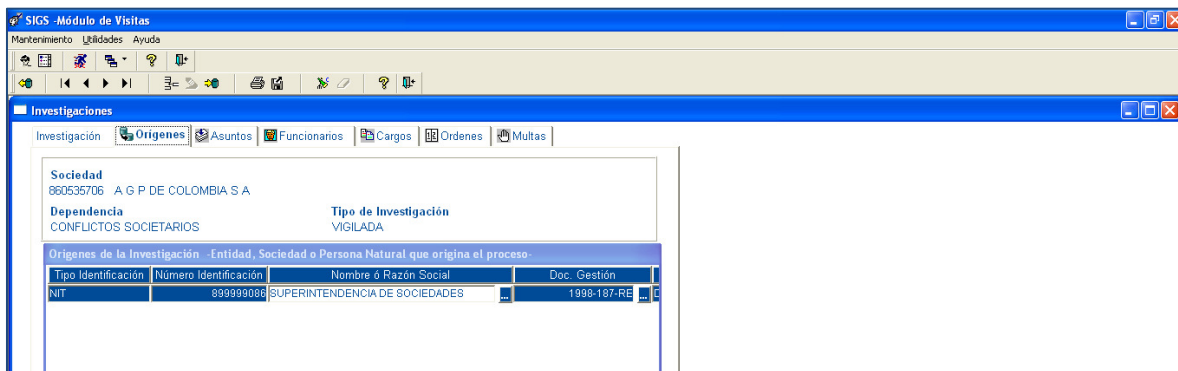 SIGS -Módulo de Visitas
Mantenimiento Utilidades Ayuda
Investigaciones
Investigación Orígenes Asuntos Funcionarios Cargos Ordenes Multas
Sociedad
860535706 A G P DE COLOMBIA S A
Dependencia Tipo de Investigación
CONFLICTOS SOCIETARIOS VIGILADA
Origenes de la Investigación -Entidad, Sociedad o Persona Natural que origina el proceso-
Tipo Identificación Número Identificación Nombre ó Razón Social Doc. Gestión
NIT 899999086 SUPERINTENDENCIA DE SOCIEDADES ... 1998-187-RE ...